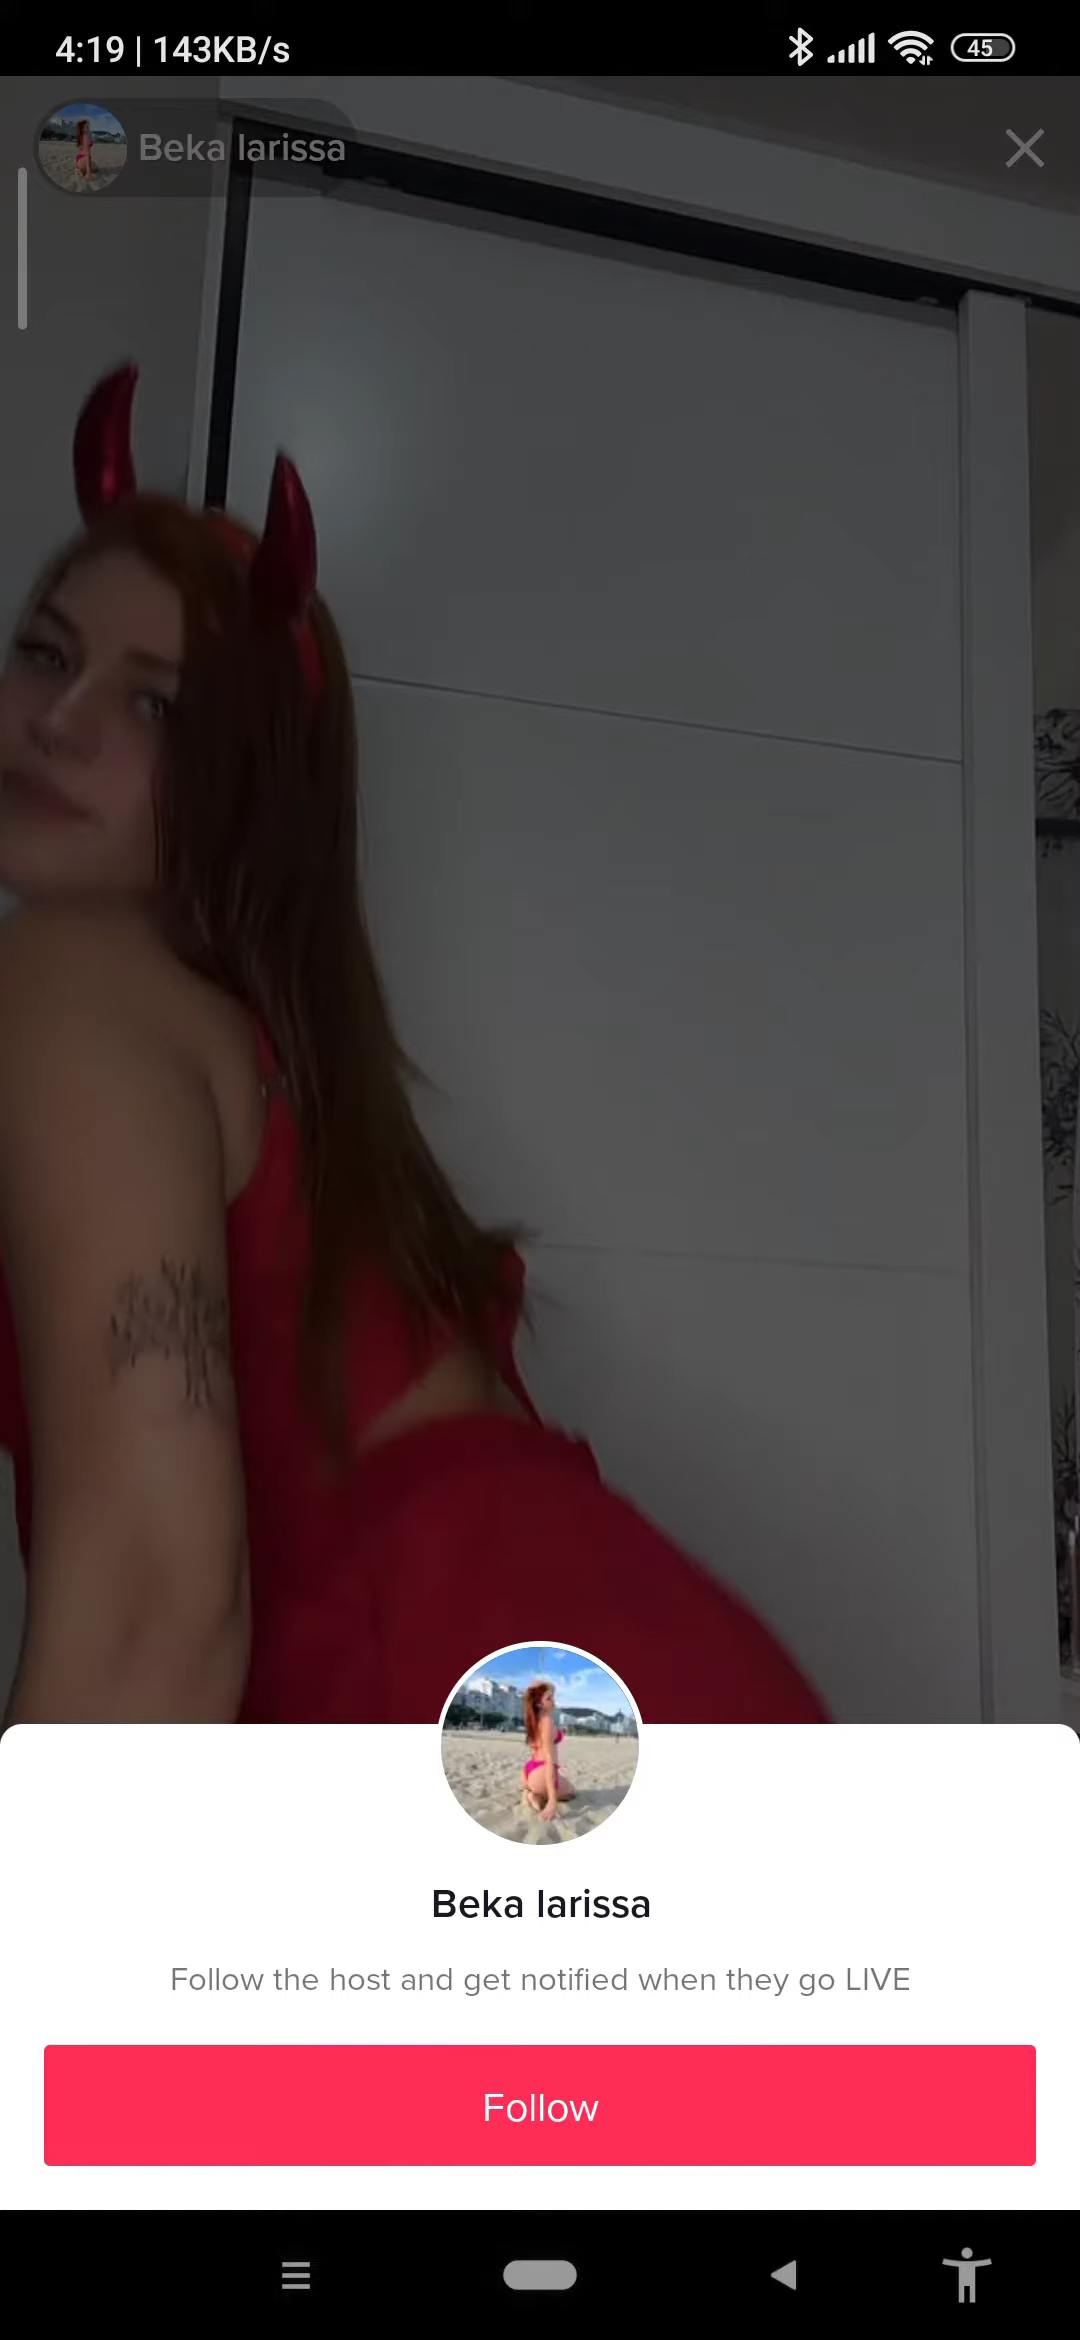 4:19 | 143KB/s
45
Beka larissa
Beka larissa
Follow the host and get notified when they go LIVE
Follow